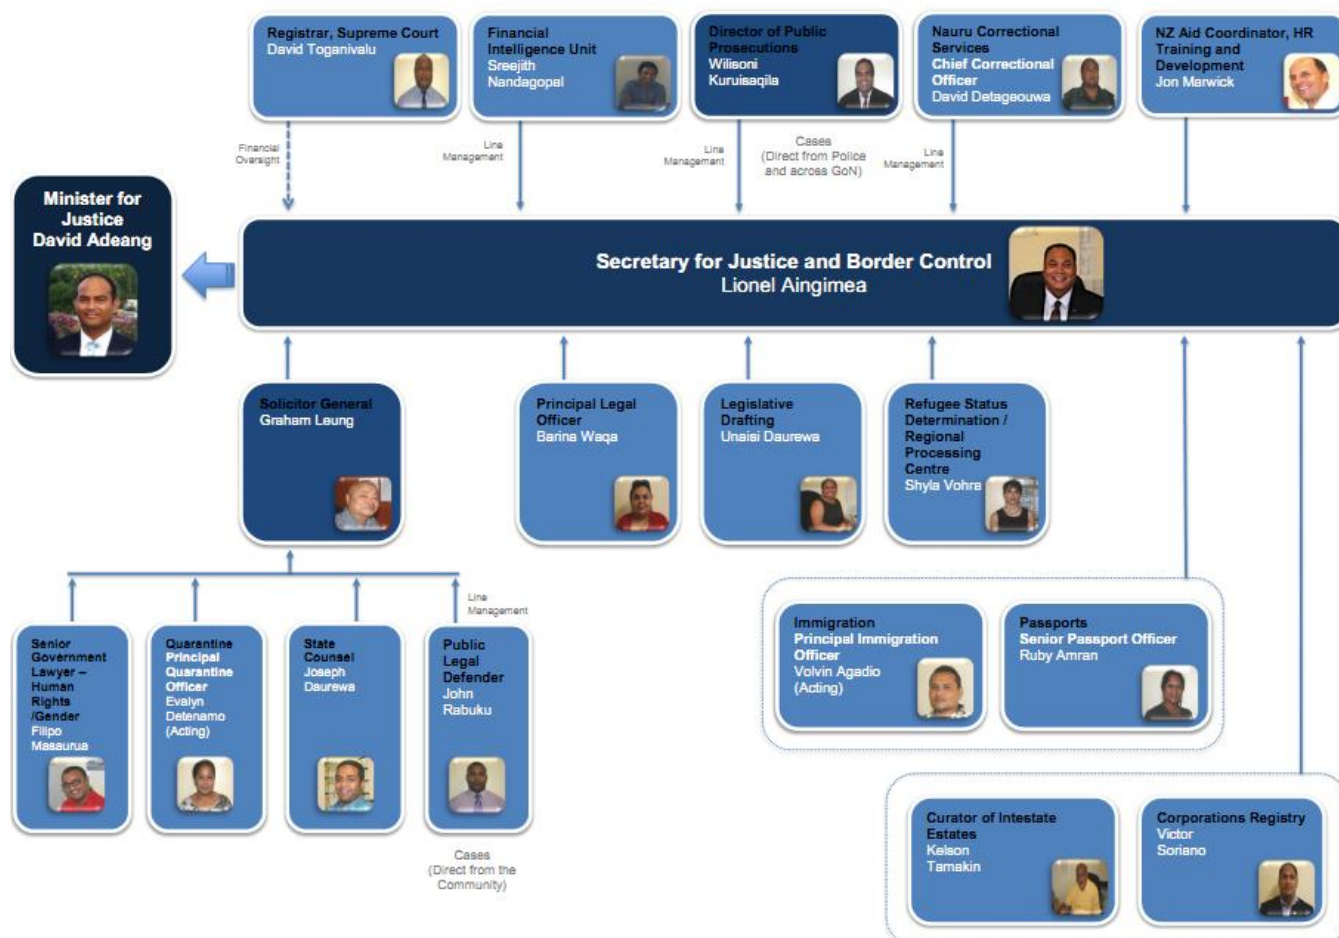 Registrar, Supreme Court
David Toganivalu
Financial
Intelligence Unit
Sreejith
Nandagopal
Director of Public
Prosecutions
Wilisoni
Kuruisaqila
Nauru Correctional
Services
Chief Correctional
Officer
David Detageouwa
NZ Aid Coordinator, HR
Training and
Development
Jon Marwick
Financial
Oversight
Line
Management
Line
Management
Cases
(Direct from Police
and across GoN)
Line
Management
Minister for
Justice
David Adeang
Secretary for Justice and Border Control
Lionel Aingimea
Solicitor General
Graham Leung
Principal Legal
Officer
Barina Waqa
Legislative
Drafting
Unaisi Daurewa
Refugee Status
Determination /
Regional
Processing
Centre
Shyla Vohra
Line
Management
Senior
Government
Lawyer –
Human
Rights
/Gender
Filipo
Masaurua
Quarantine
Principal
Quarantine
Officer
Evalyn
Detenamo
(Acting)
State
Counsel
Joseph
Daurewa
Public
Legal
Defender
John
Rabuku
Cases
(Direct from the
Community)
Immigration
Principal Immigration
Officer
Volvin Agadio
(Acting)
Passports
Senior Passport Officer
Ruby Amran
Curator of Intestate
Estates
Kelson
Tamakin
Corporations Registry
Victor
Soriano